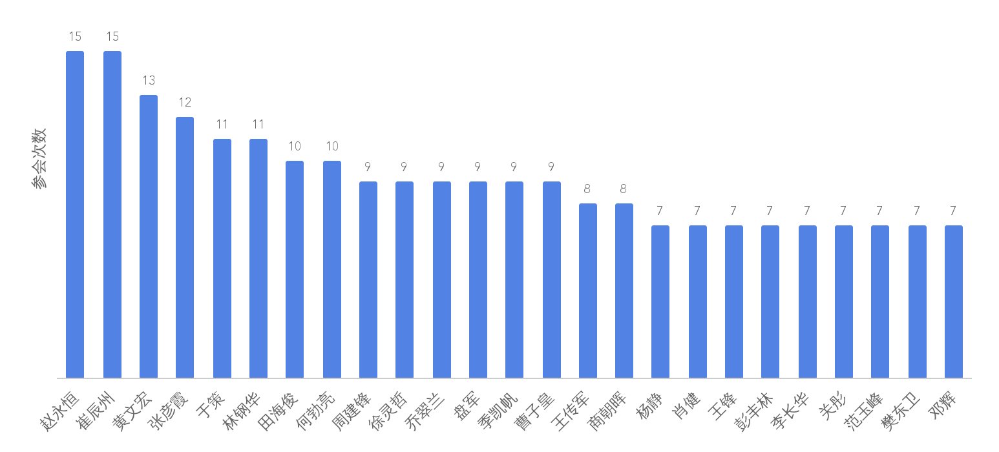 15
15
13
12
11
11
10
10
9
9
9
9
9
9
8
8
7
7
7
7
7
7
7
7
7
参会次数
赵永恒
崔辰州
黄文宏
张彦霞
于策
林钢华
田海俊
何勃亮
周建锋
徐灵哲
乔翠兰
盘军
季凯帆
曹子皇
王传军
商朝晖
杨静
肖健
王锋
彭丰林
李长华
关彤
范玉峰
樊东卫
邓辉